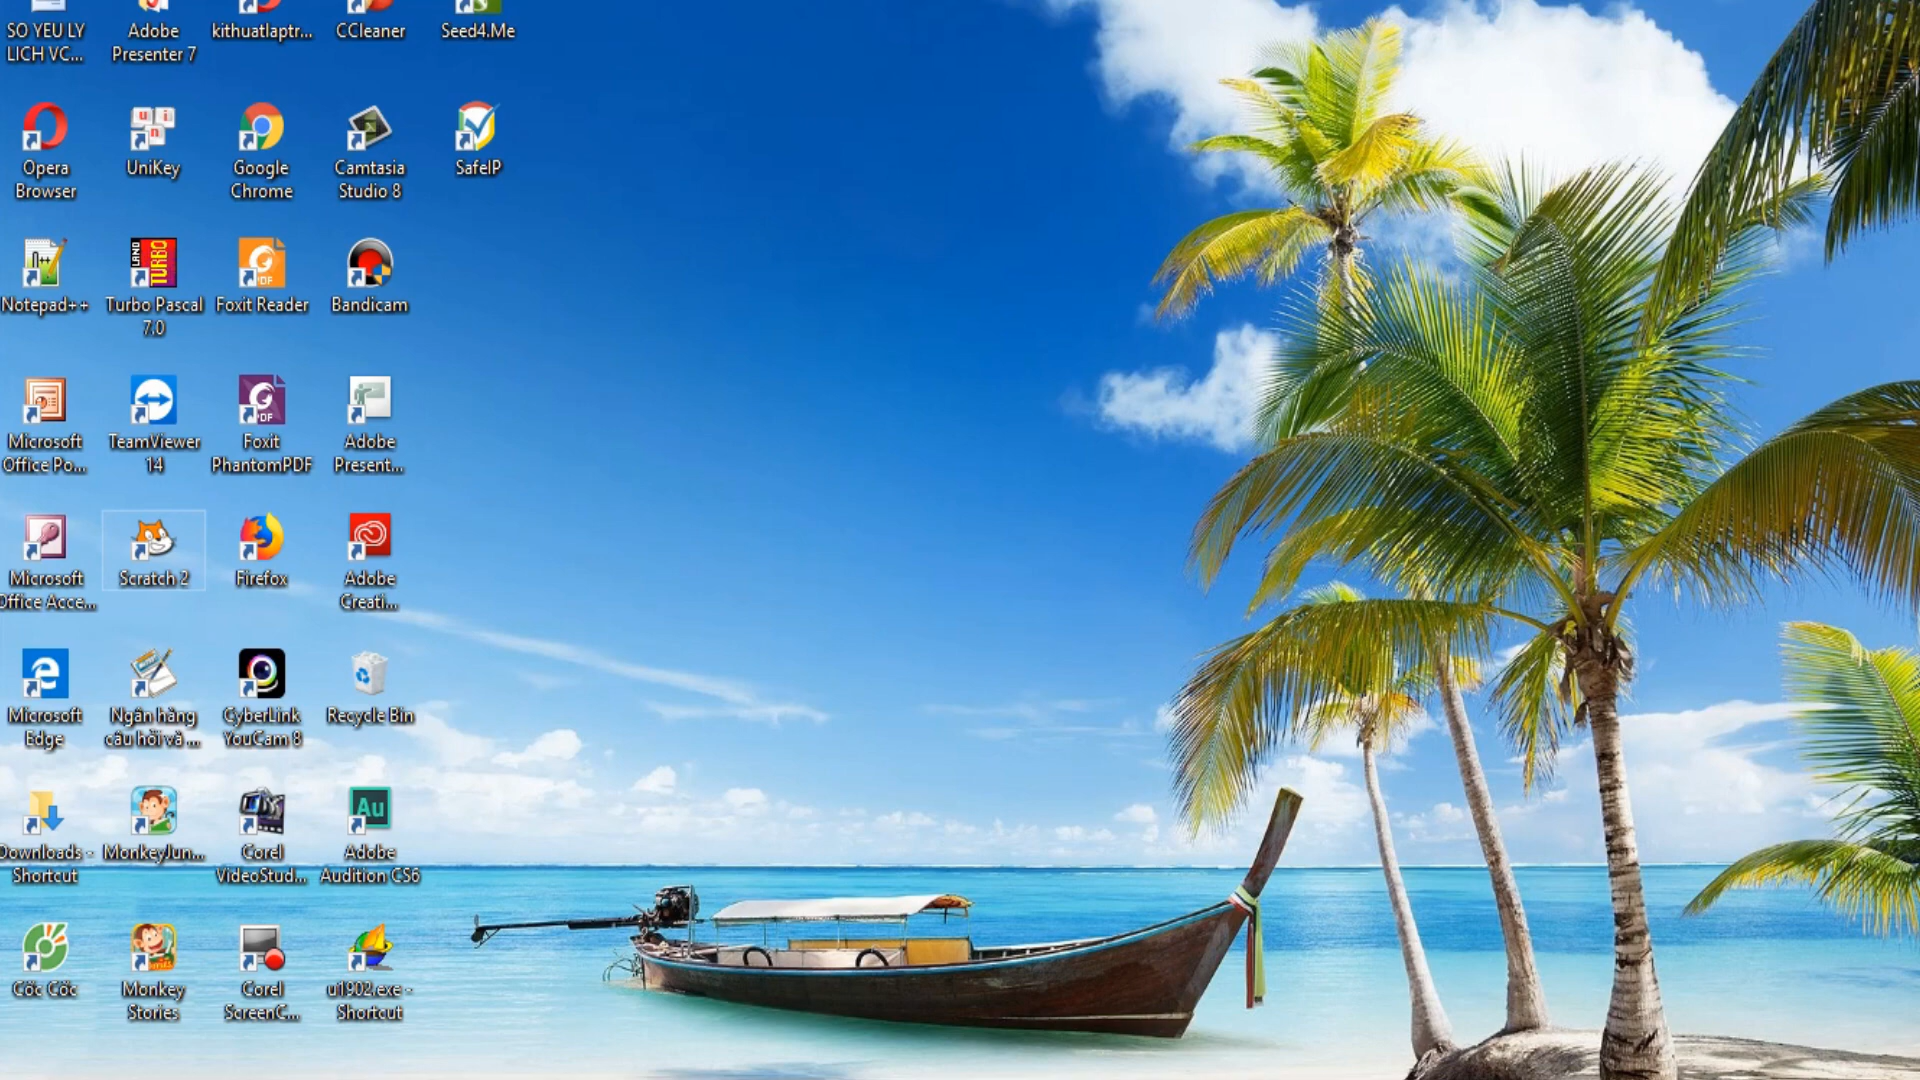 SO YEU LY
LICH VC...
Adobe
Presenter 7
kithuatlaptr...
CCleaner
Seed4.Me
Opera
Browser
UniKey
Google
Chrome
Camtasia
Studio 8
SafeIP
Notepad++
Turbo Pascal
7.0
Foxit Reader
Bandicam
Microsoft
Office Po...
TeamViewer
14
Foxit
PhantomPDF
Adobe
Present...
Microsoft
Office Acce...
Scratch 2
Firefox
Adobe
Creati...
Microsoft
Edge
Ngân hàng
câu hỏi và ...
CyberLink
YouCam 8
Recycle Bin
Downloads -
Shortcut
MonkeyJun...
Corel
VideoStud...
Au
Adobe
Audition CS6
Cốc Cốc
Monkey
Stories
Corel
ScreenC...
u1902.exe -
Shortcut